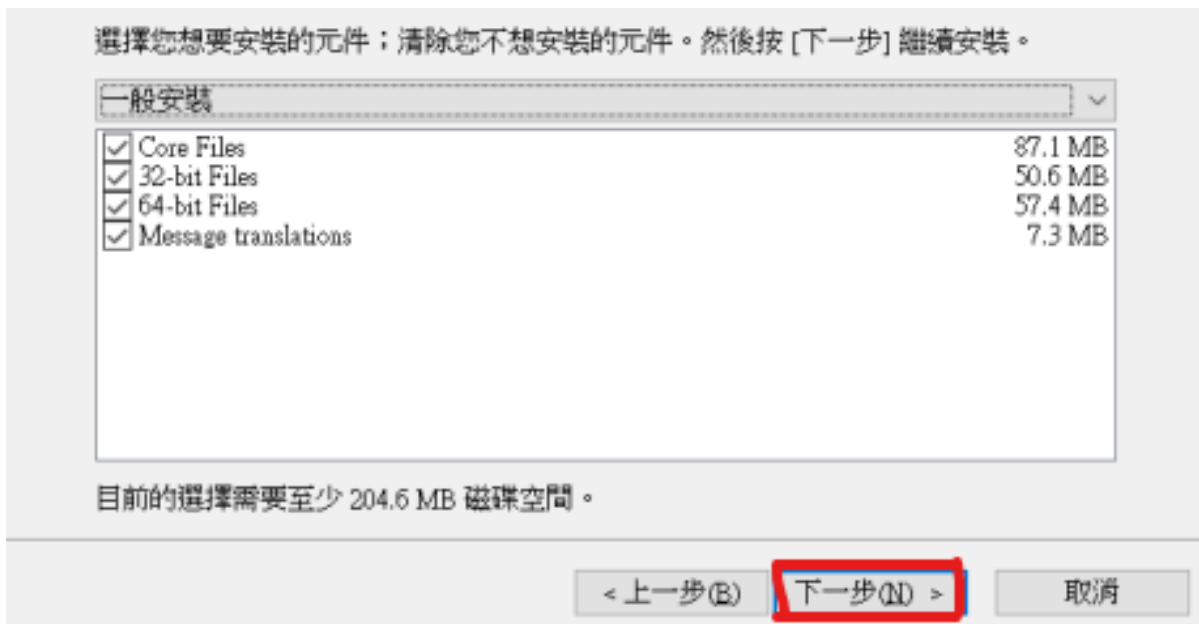 選擇您想要安裝的元件；清除您不想安裝的元件。然後按 [下一步] 繼續安裝。
一般安裝
Core Files 87.1 MB
32-bit Files 50.6 MB
64-bit Files 57.4 MB
Message translations 7.3 MB
目前的選擇需要至少 204.6 MB 磁碟空間。
< 上一步(B) 下一步(N) > 取消